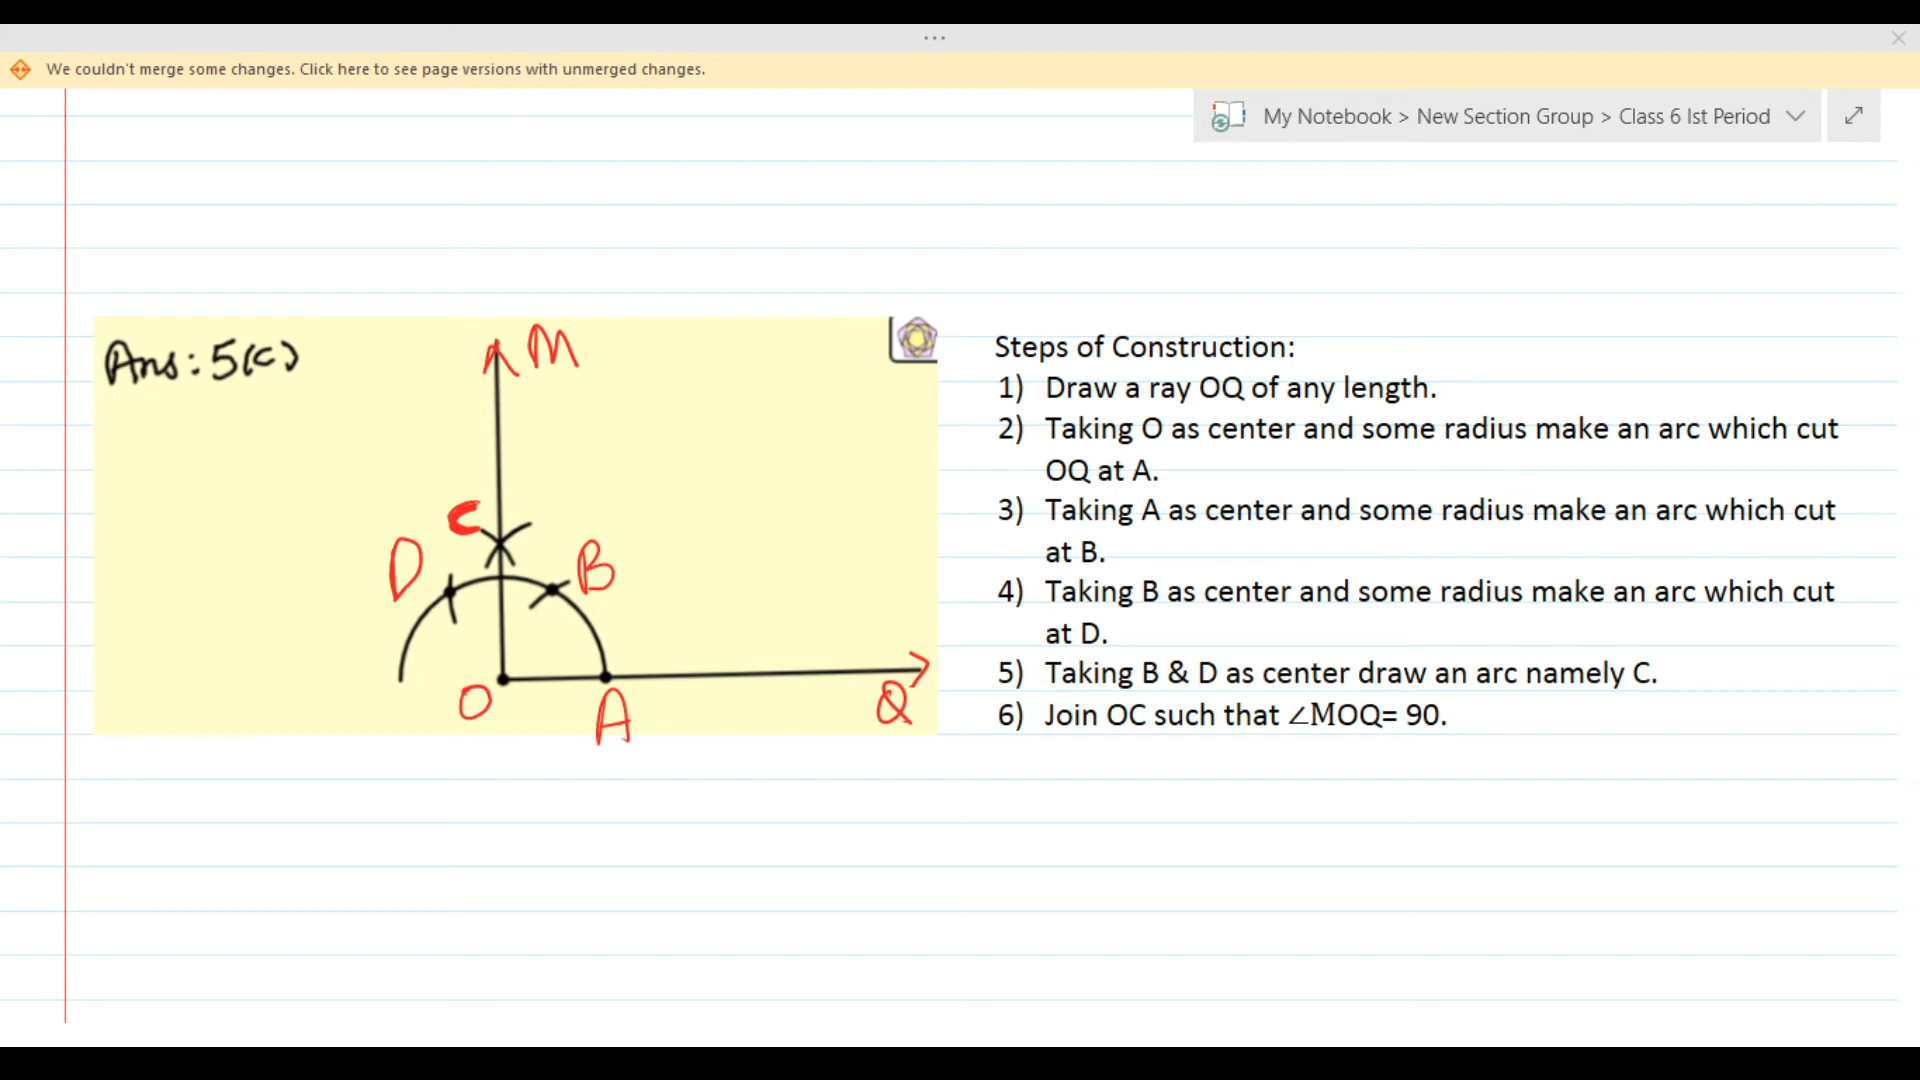 ...
We couldn't merge some changes. Click here to see page versions with unmerged changes.
My Notebook > New Section Group > Class 6 Ist Period
Ans: 5(c)
M
C
D
B
O
A
Q
Steps of Construction:
1) Draw a ray OQ of any length.
2) Taking O as center and some radius make an arc which cut
OQ at A.
3) Taking A as center and some radius make an arc which cut
at B.
4) Taking B as center and some radius make an arc which cut
at D.
5) Taking B & D as center draw an arc namely C.
6) Join OC such that ∠MOQ= 90.